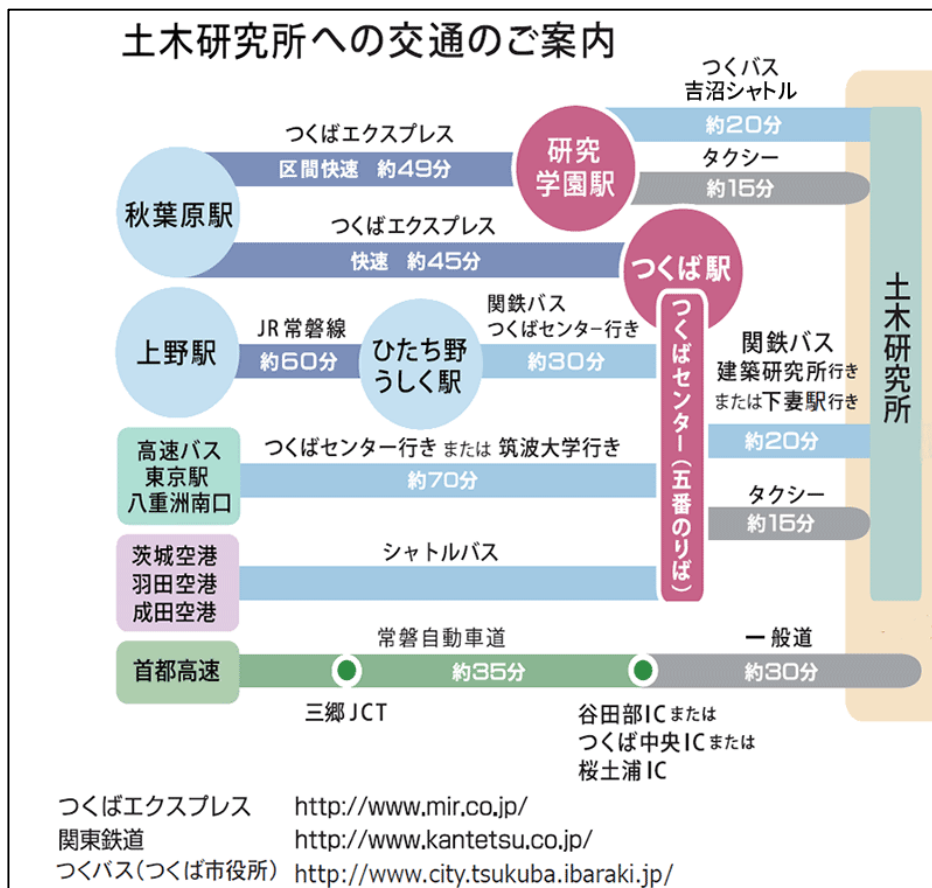 土木研究所への交通のご案内
つくバス
吉沼シャトル
約20分
つくばエクスプレス
区間快速 約49分
研究
学園駅
タクシー
約15分
秋葉原駅
つくばエクスプレス
快速 約45分
つくば駅
土木研究所
上野駅
JR常磐線
約60分
ひたち野
うしく駅
関鉄バス
つくばセンター行き
約30分
つくばセンター(五番のりば)
関鉄バス
建築研究所行き
または下妻駅行き
約20分
高速バス
東京駅
八重洲南口
つくばセンター行き または 筑波大学行き
約70分
タクシー
約15分
茨城空港
羽田空港
成田空港
シャトルバス
首都高速
常磐自動車道
約35分
一般道
約30分
三郷JCT
谷田部ICまたは
つくば中央ICまたは
桜土浦IC
つくばエクスプレス http://www.mir.co.jp/
関東鉄道 http://www.kantetsu.co.jp/
つくバス(つくば市役所) http://www.city.tsukuba.ibaraki.jp/